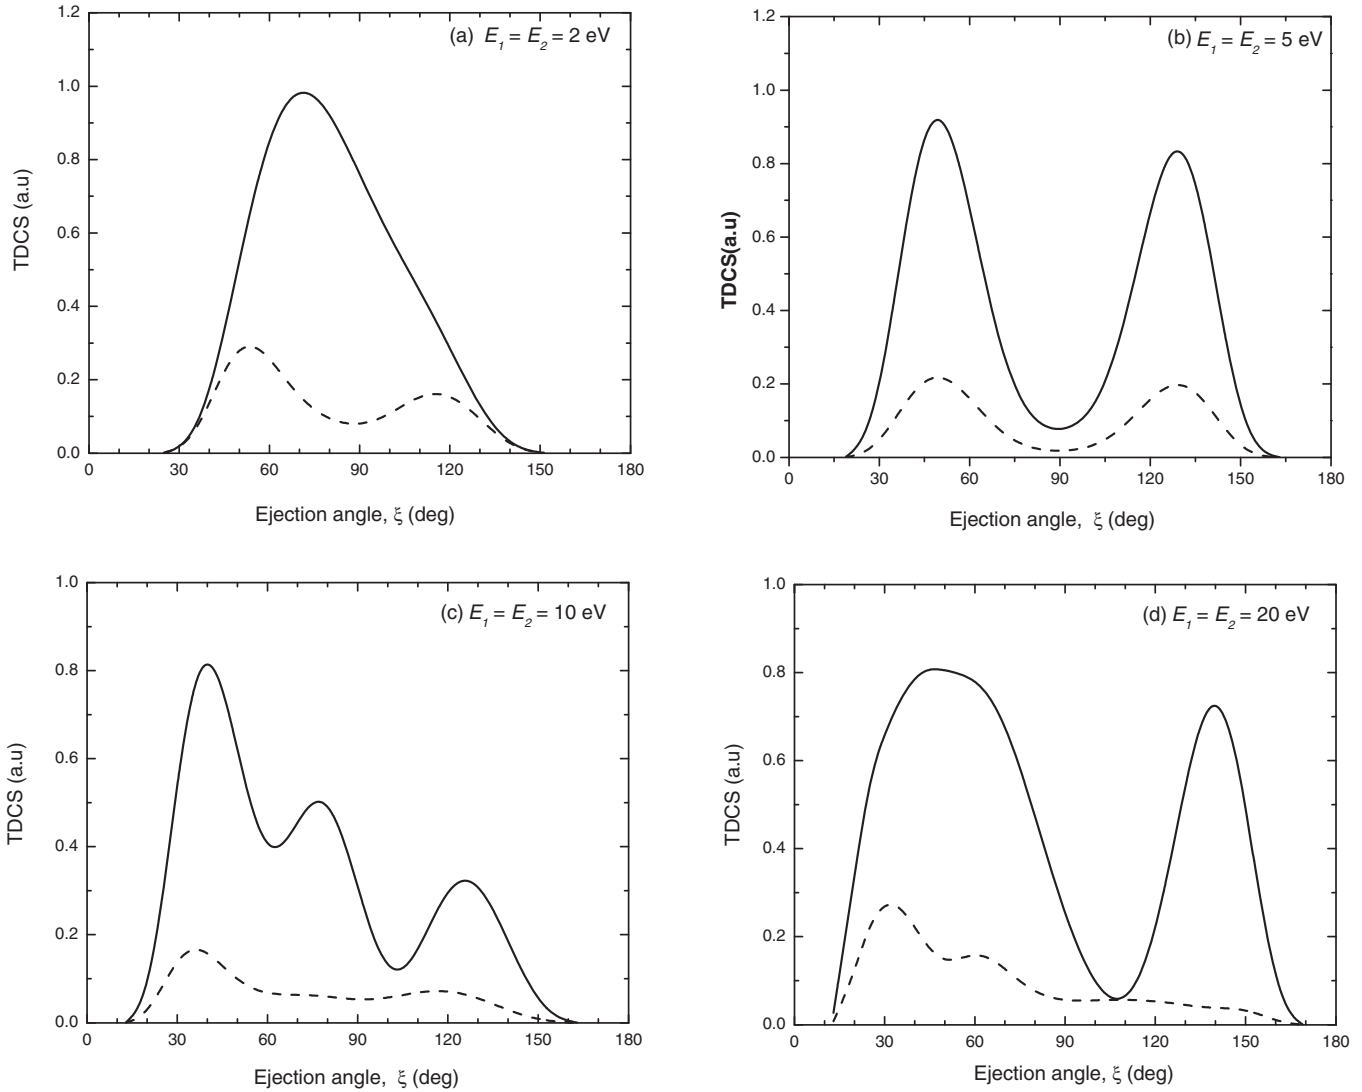 (a) E1 = E2 = 2 eV
1.2
1.0
0.8
0.6
0.4
0.2
0.0
TDCS (a.u)
0 30 60 90 120 150 180
Ejection angle, ξ (deg)
(b) E1 = E2 = 5 eV
1.2
1.0
0.8
0.6
0.4
0.2
0.0
TDCS(a.u)
0 30 60 90 120 150 180
Ejection angle, ξ (deg)
(c) E1 = E2 = 10 eV
1.0
0.8
0.6
0.4
0.2
0.0
TDCS (a.u)
0 30 60 90 120 150 180
Ejection angle, ξ (deg)
(d) E1 = E2 = 20 eV
1.0
0.8
0.6
0.4
0.2
0.0
TDCS (a.u)
0 30 60 90 120 150 180
Ejection angle, ξ (deg)